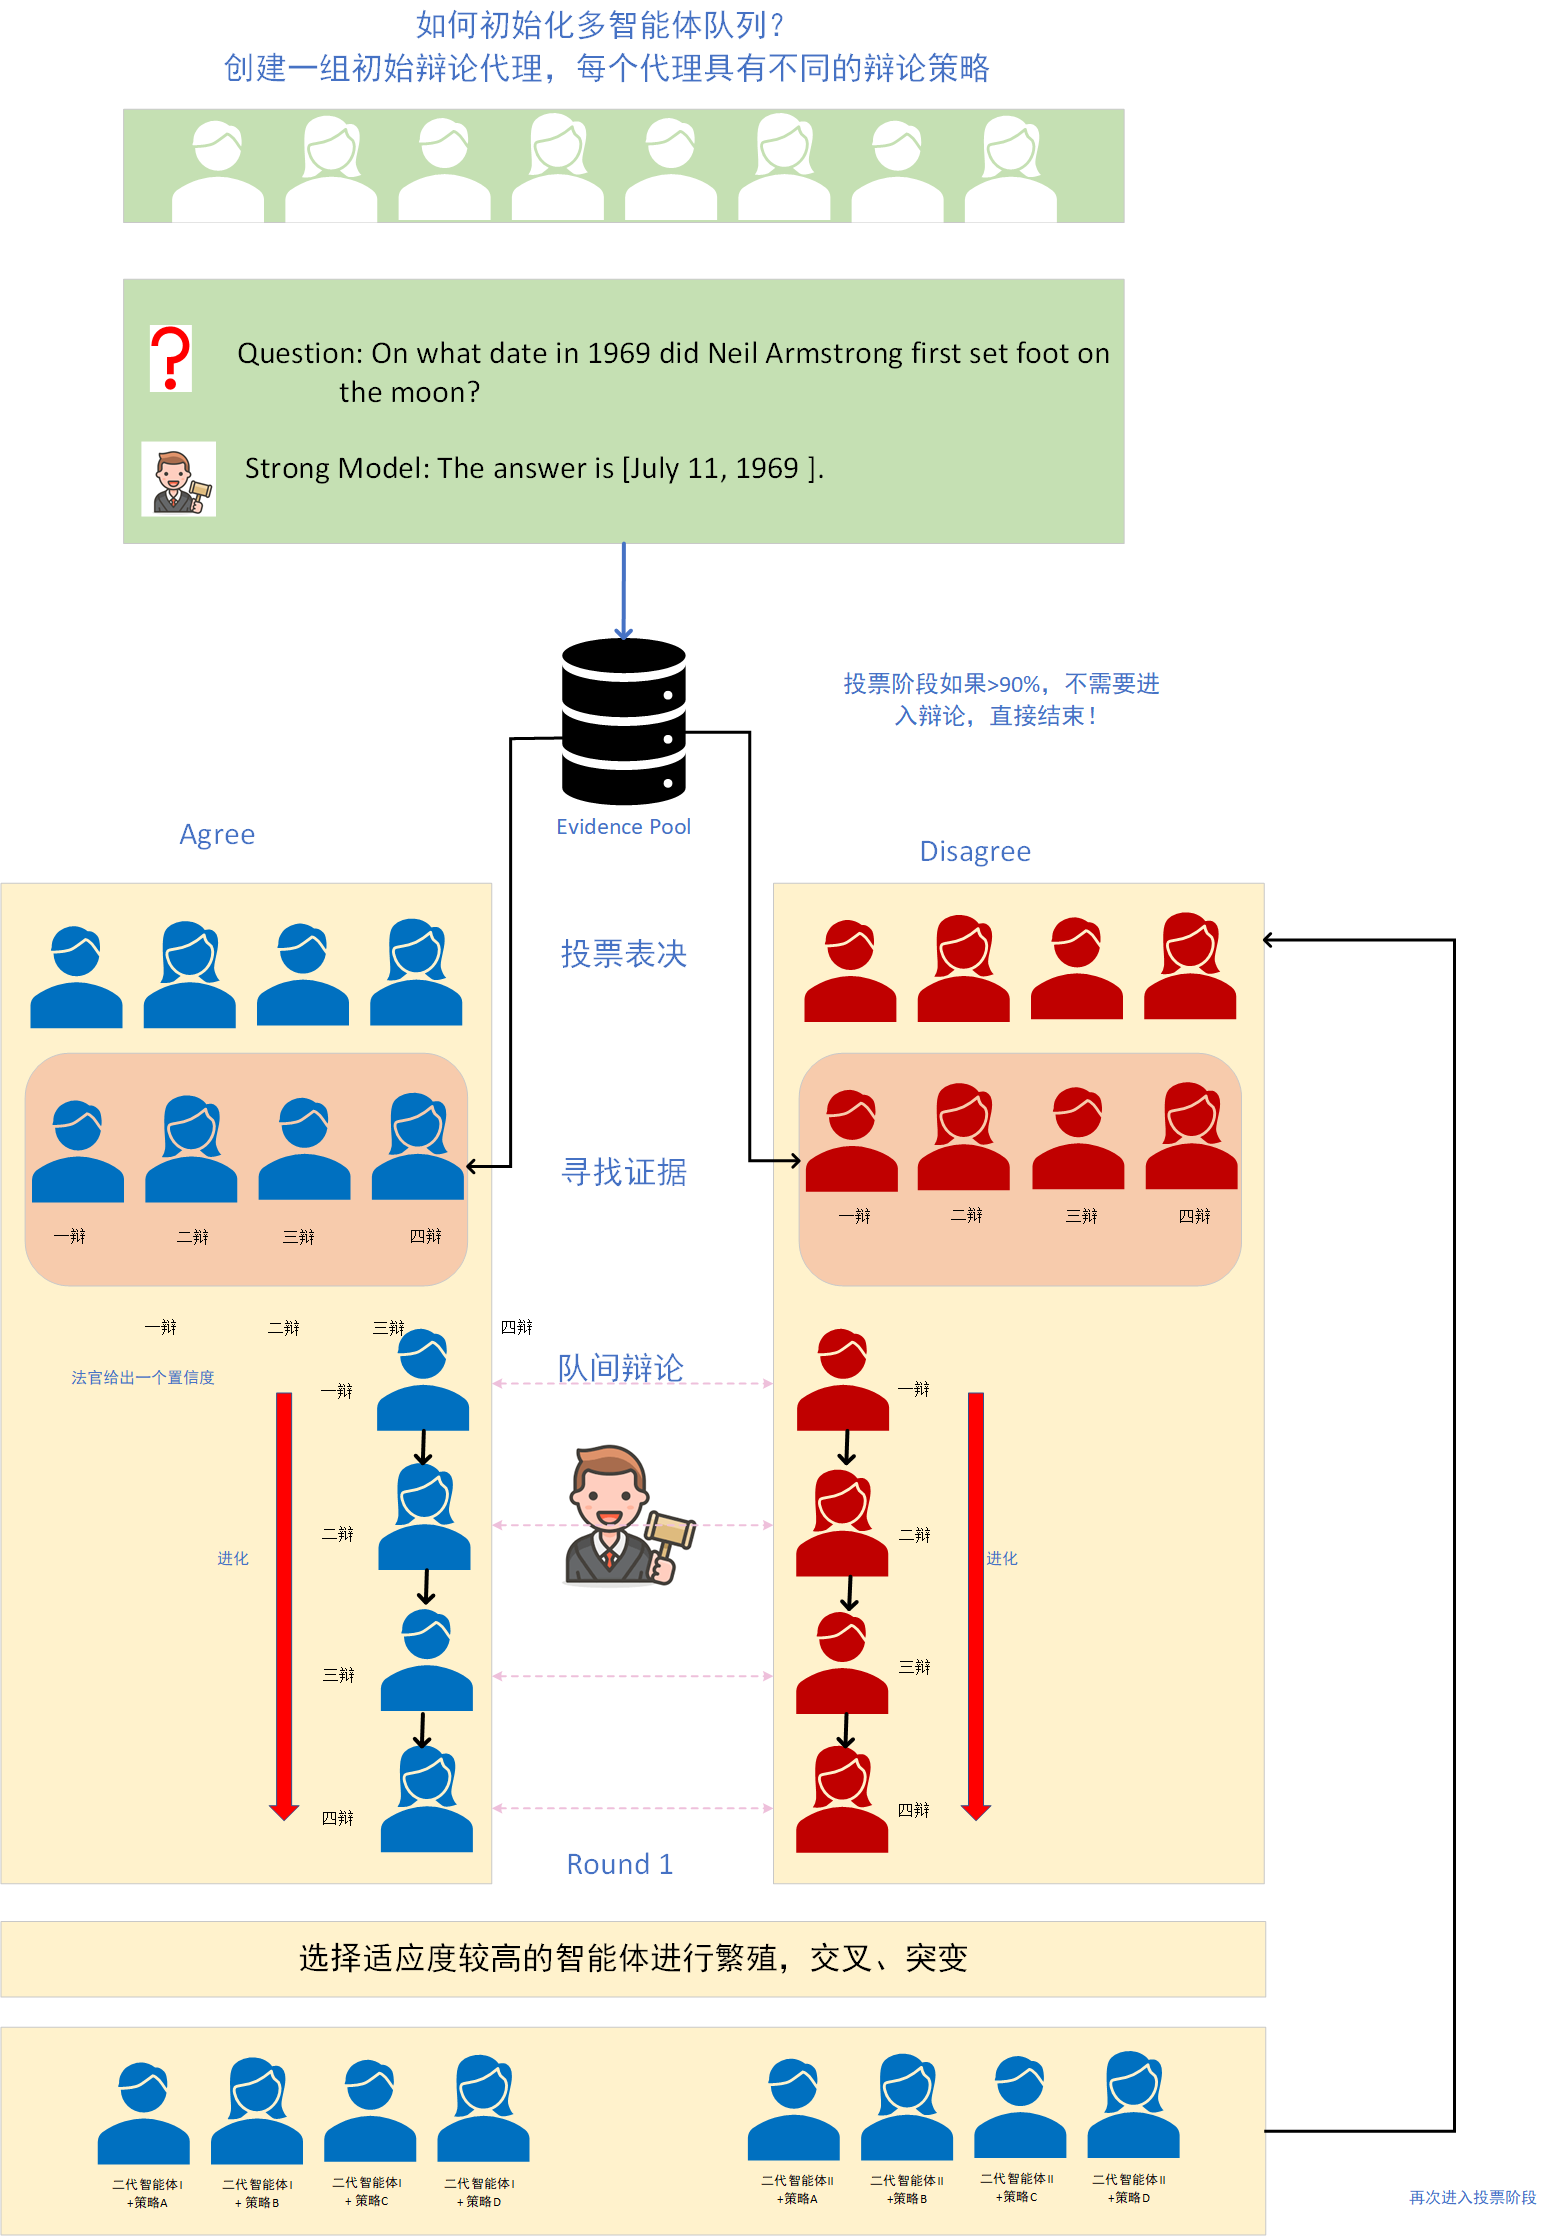 如何初始化多智能体队列？
创建一组初始辩论代理，每个代理具有不同的辩论策略
Question: On what date in 1969 did Neil Armstrong first set foot on
the moon?
Strong Model: The answer is [July 11, 1969 ].
投票阶段如果>90%，不需要进
入辩论，直接结束！
Evidence Pool
Agree
Disagree
投票表决
寻找证据
一辩 二辩 三辩 四辩
一辩 二辩 三辩 四辩
一辩 二辩 三辩 四辩
队间辩论
法官给出一个置信度
一辩
一辩
二辩
二辩
进化
进化
三辩
三辩
四辩
四辩
Round 1
选择适应度较高的智能体进行繁殖，交叉、突变
二代智能体I
+策略A
二代智能体I
+ 策略B
二代智能体I
+ 策略C
二代智能体I
+ 策略D
二代智能体II
+策略A
二代智能体II
+策略B
二代智能体II
+策略C
二代智能体II
+策略D
再次进入投票阶段